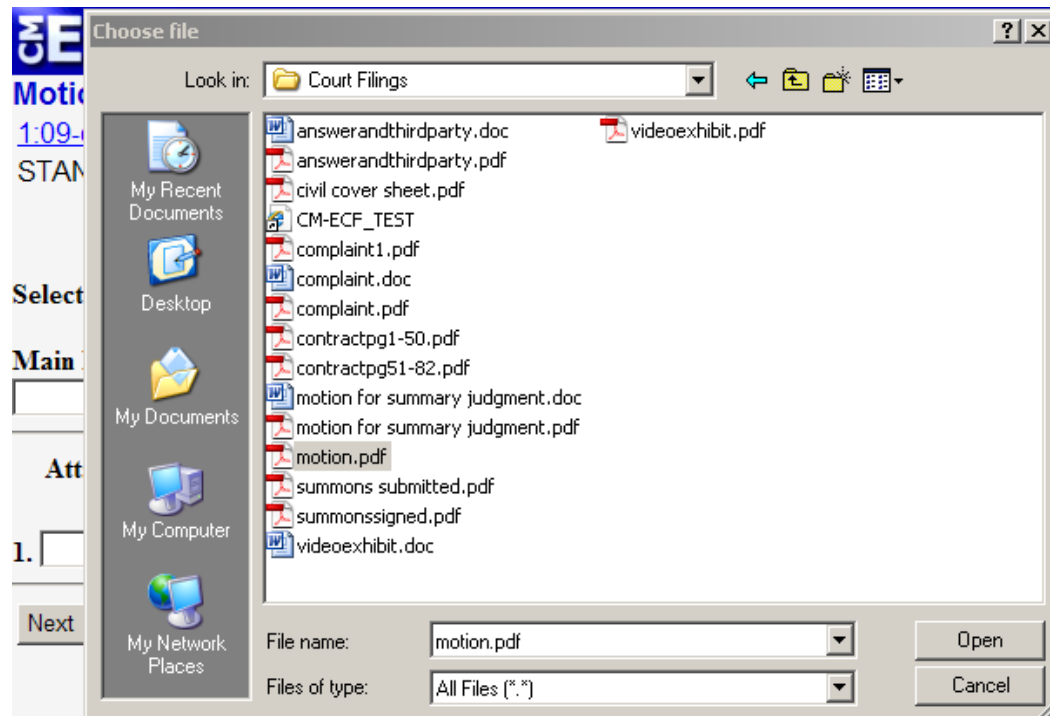 CM
E
Choose file
Look in:
Court Filings
Motic
1:09-
STAN
Select
Main
Att
1.
Next
My Recent
Documents
Desktop
My Documents
My Computer
My Network
Places
answerandthirdparty.doc
answerandthirdparty.pdf
civil cover sheet.pdf
CM-ECF_TEST
complaint1.pdf
complaint.doc
complaint.pdf
contractpg1-50.pdf
contractpg51-82.pdf
motion for summary judgment.doc
motion for summary judgment.pdf
motion.pdf
summons submitted.pdf
summonssigned.pdf
videoexhibit.doc
videoexhibit.pdf
File name:
motion.pdf
Open
Files of type:
All Files (*.*)
Cancel